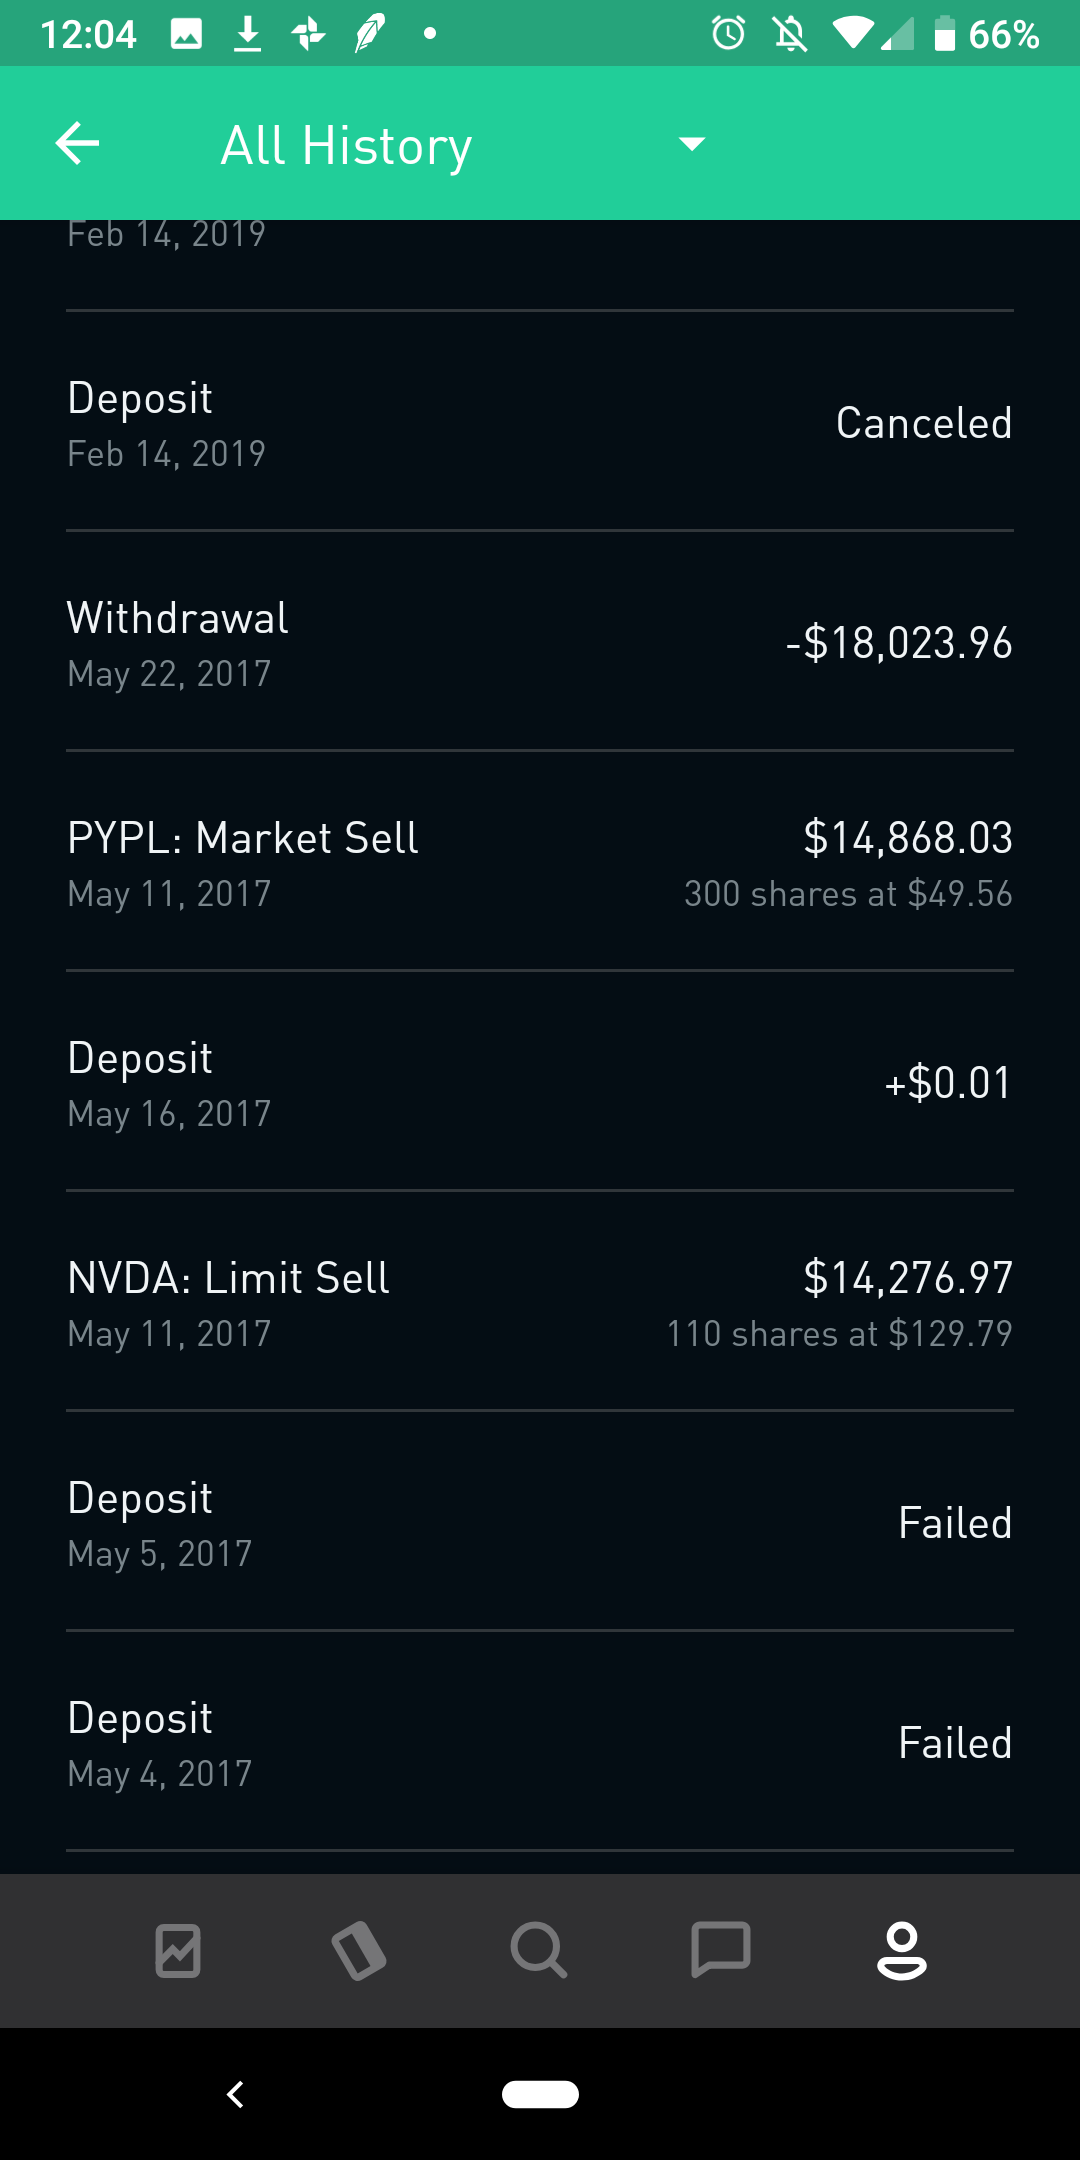 12:04
66%
All History
Feb 14, 2019
Deposit
Canceled
Feb 14, 2019
Withdrawal
-$18,023.96
May 22, 2017
PYPL: Market Sell
$14,868.03
May 11, 2017
300 shares at $49.56
Deposit
+$0.01
May 16, 2017
NVDA: Limit Sell
$14,276.97
May 11, 2017
110 shares at $129.79
Deposit
Failed
May 5, 2017
Deposit
Failed
May 4, 2017